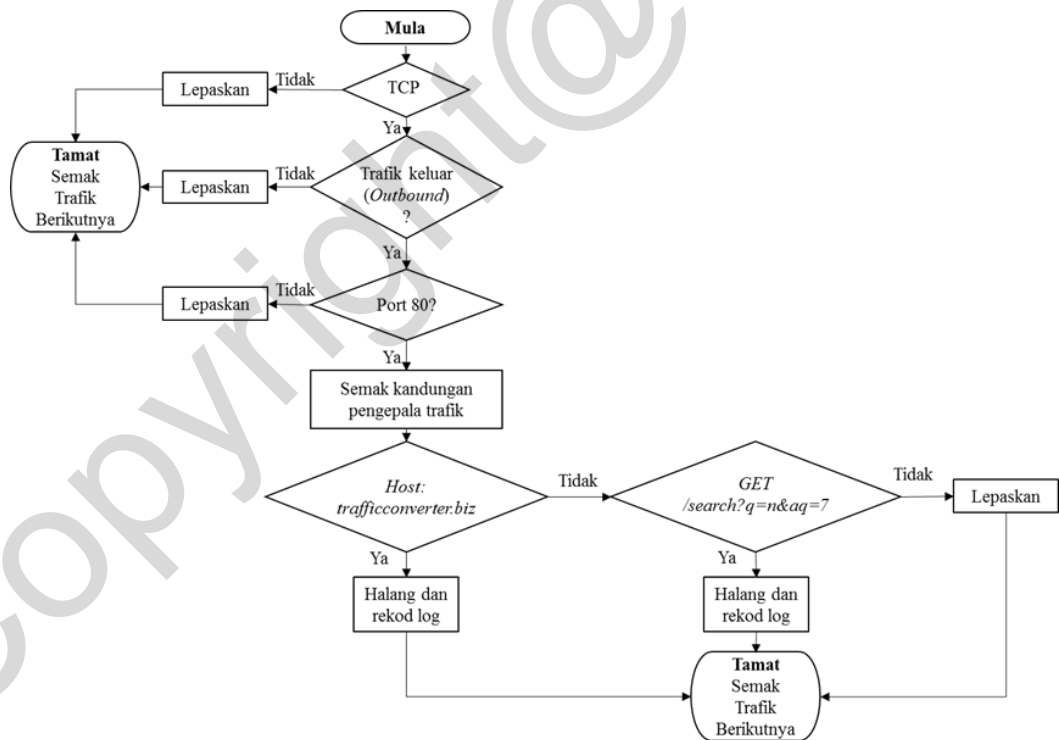 Mula
TCP
Tidak
Lepaskan
Ya
Trafik keluar
(Outbound)
?
Tidak
Lepaskan
Tamat
Semak
Trafik
Berikutnya
Ya
Port 80?
Tidak
Lepaskan
Ya
Semak kandungan
pengepala trafik
Host:
trafficconverter.biz
Tidak
GET
/search?q=n&aq=7
Tidak
Lepaskan
Ya
Halang dan
rekod log
Ya
Halang dan
rekod log
Tamat
Semak
Trafik
Berikutnya
copyright@